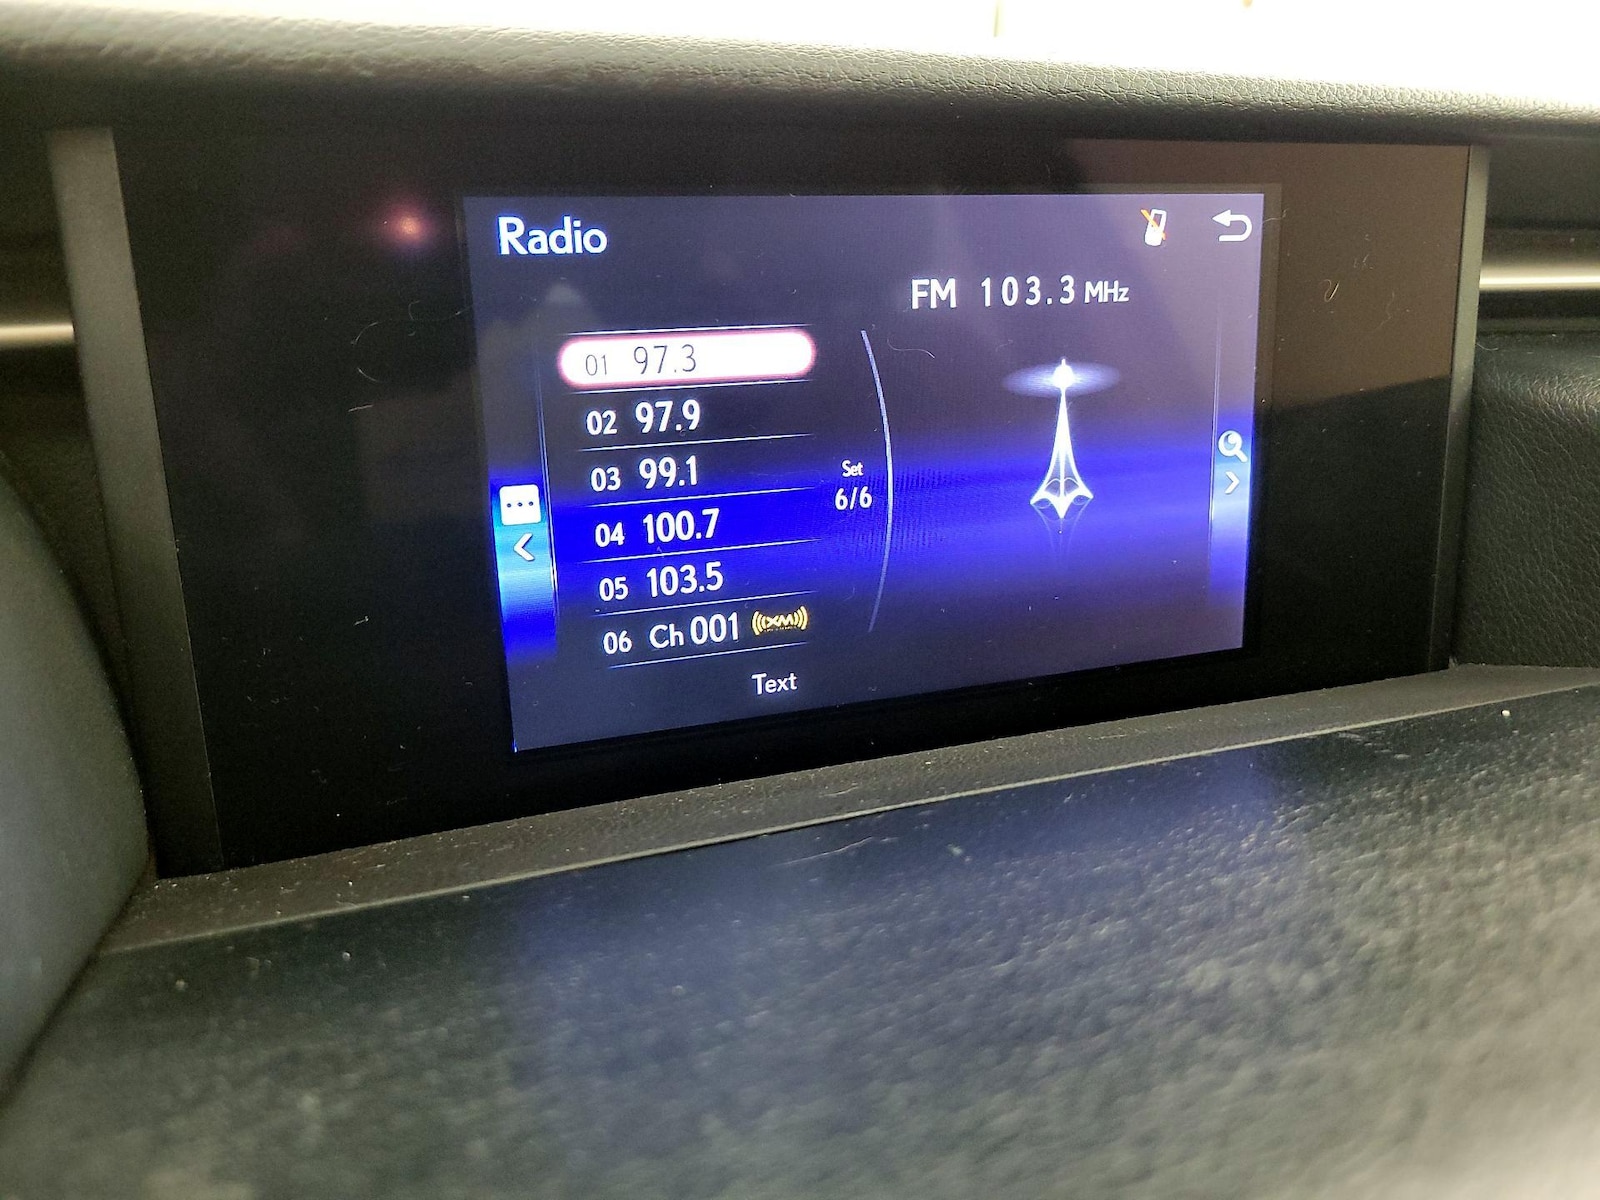 Radio
FM 103.3 MHz
01 97.3
02 97.9
03 99.1
04 100.7
05 103.5
06 Ch 001 ((XM))
Set
6/6
Text